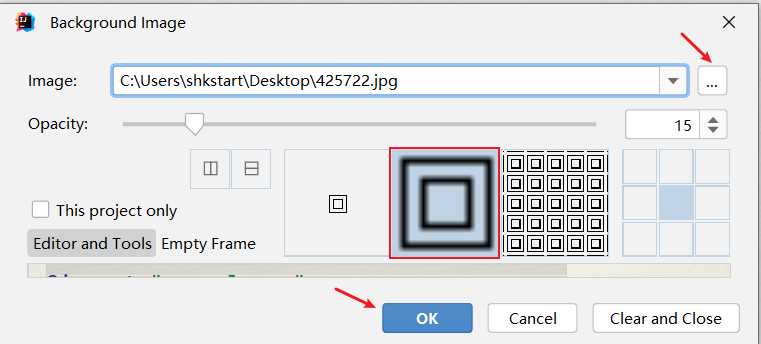 Background Image
Image: C:\Users\shkstart\Desktop\425722.jpg ...
Opacity: 15
This project only
Editor and Tools Empty Frame
OK Cancel Clear and Close